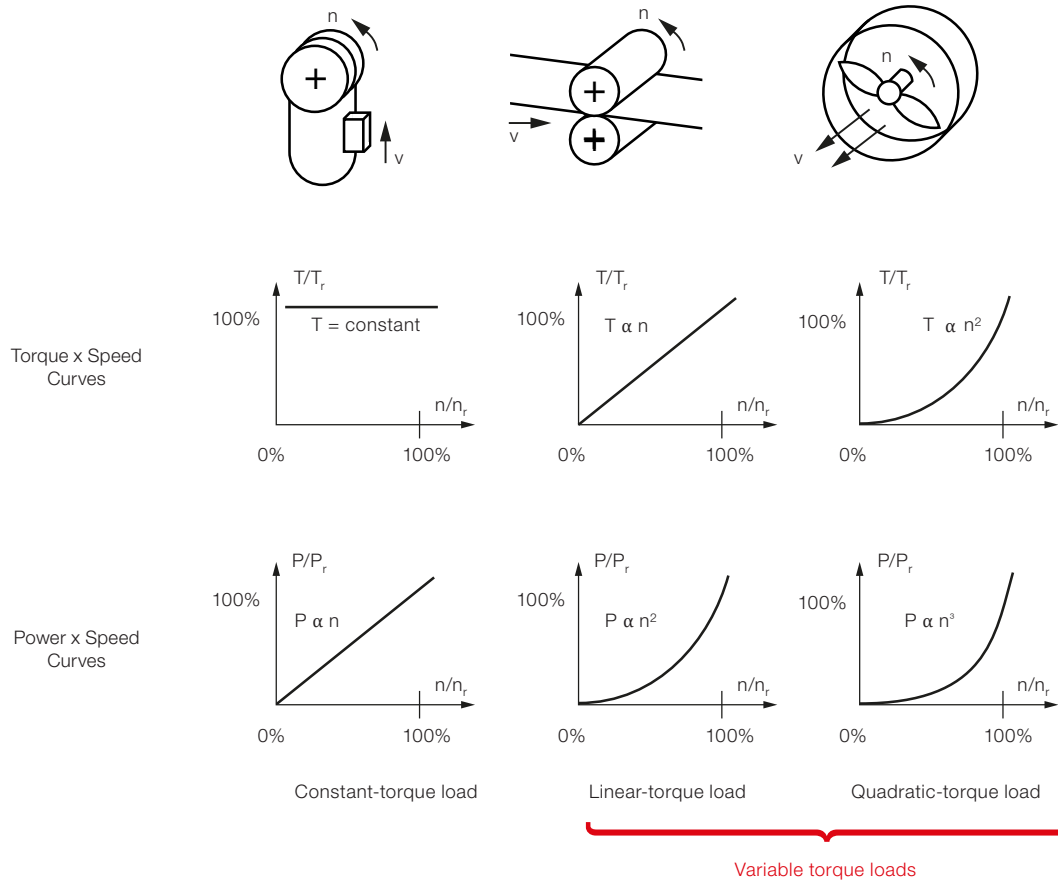 n
n
n
v
v
v
T/Tᵣ
T/Tᵣ
T/Tᵣ
100%
T = constant
100%
T α n
100%
T α n²
Torque x Speed
Curves
n/nᵣ
n/nᵣ
n/nᵣ
0%
100%
0%
100%
0%
100%
P/Pᵣ
P/Pᵣ
P/Pᵣ
100%
P α n
100%
P α n²
100%
P α n³
Power x Speed
Curves
n/nᵣ
n/nᵣ
n/nᵣ
0%
100%
0%
100%
0%
100%
Constant-torque load
Linear-torque load
Quadratic-torque load
Variable torque loads